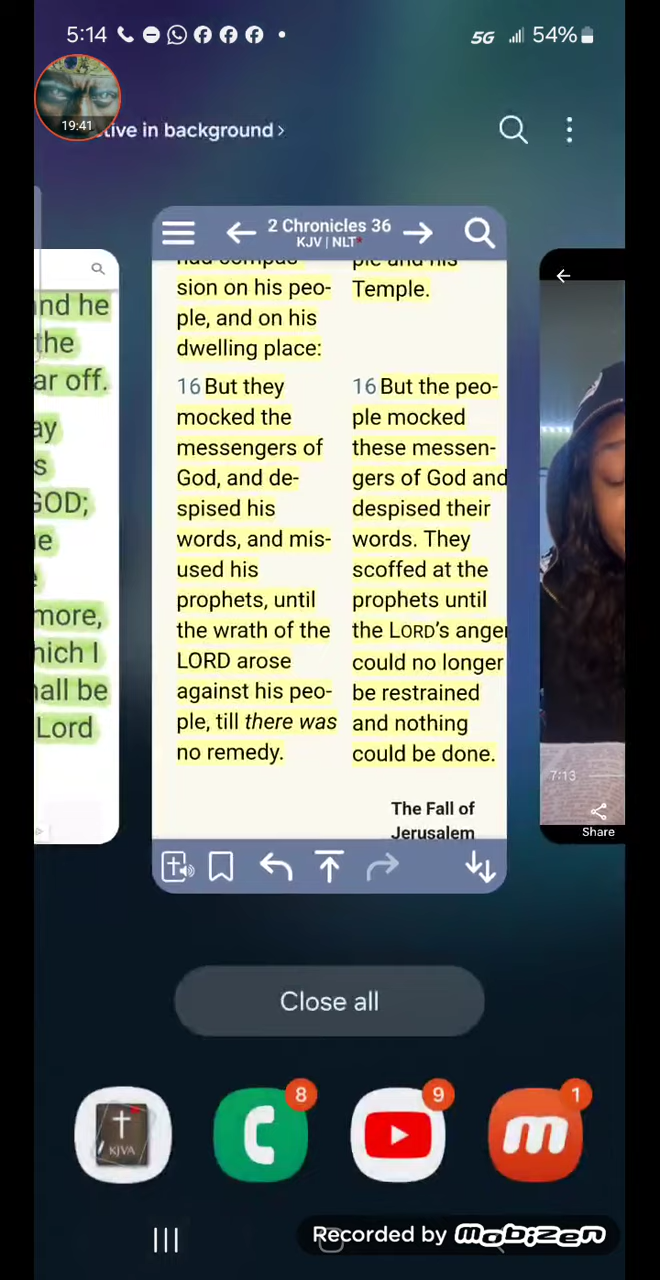 5:14
5G
54%
19:41
tive in background >
2 Chronicles 36
KJV | NLT*
sion on his peo-
ple, and on his
dwelling place:
16 But they
mocked the
messengers of
God, and de-
spised his
words, and mis-
used his
prophets, until
the wrath of the
LORD arose
against his peo-
ple, till there was
no remedy.
ple and his
Temple.
16 But the peo-
ple mocked
these messen-
gers of God and
despised their
words. They
scoffed at the
prophets until
the LORD’s anger
could no longer
be restrained
and nothing
could be done.
The Fall of
Jerusalem
nd he
the
ar off.
ay
s
GOD;
e
more,
hich I
hall be
Lord
7:13
Share
Close all
KJVA
8
9
1
m
Recorded by mobizen